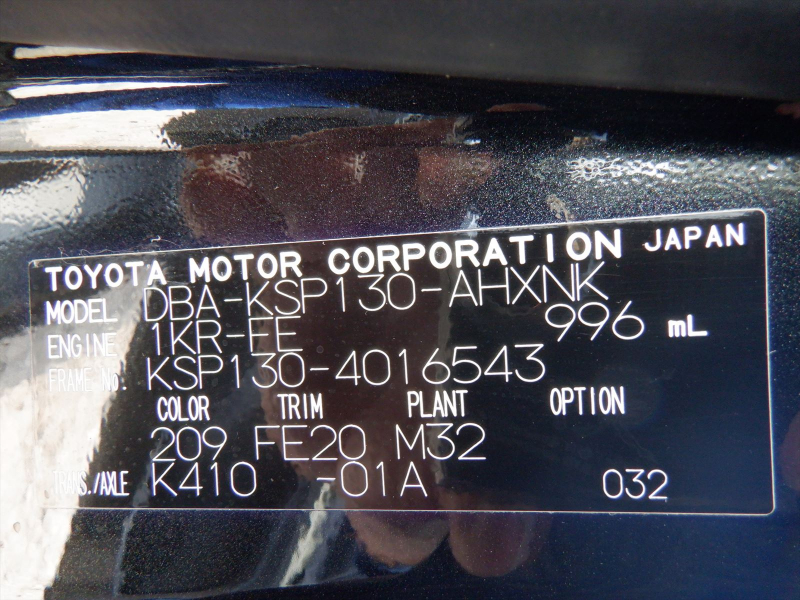 TOYOTA MOTOR CORPORATION JAPAN
MODEL DBA-KSP130-AHXNK
ENGINE 1KR-FE 996 mL
FRAME No. KSP130-4016543
COLOR TRIM PLANT OPTION
209 FE20 M32
TRANS./AXLE K410 -01A 032